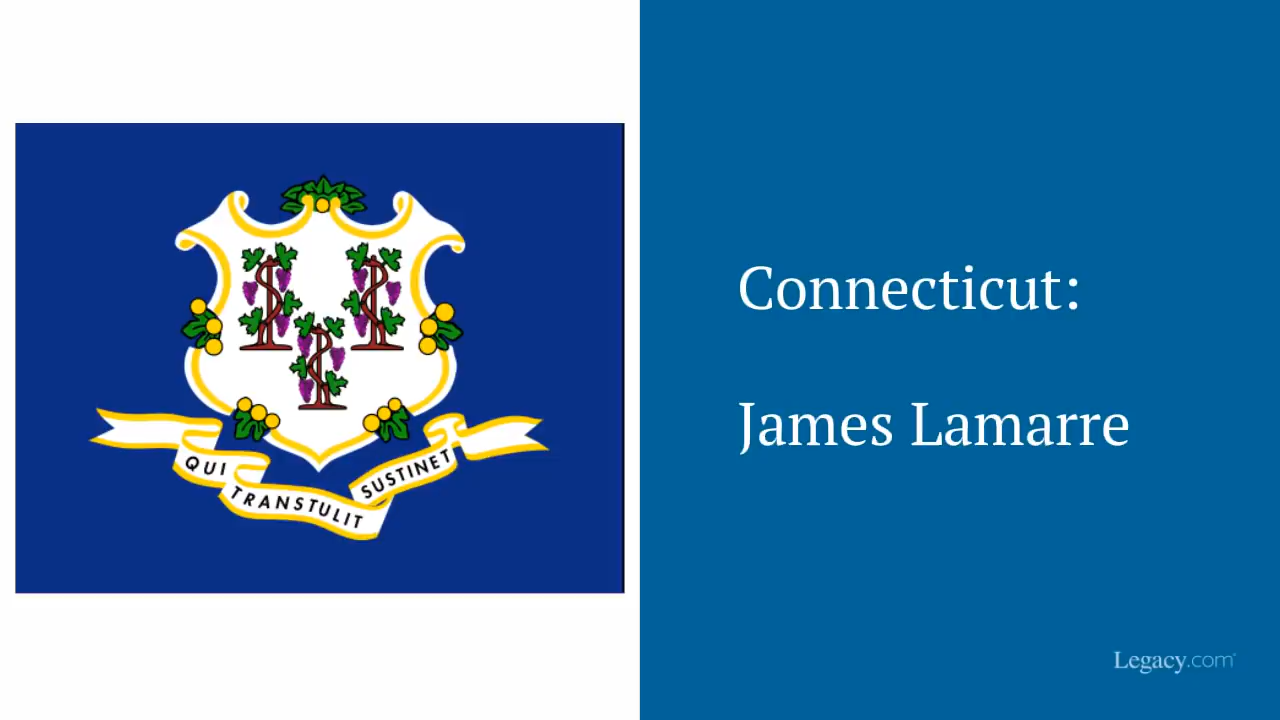 QUI
TRANSTULIT
SUSTINET
Connecticut:
James Lamarre
Legacy.com